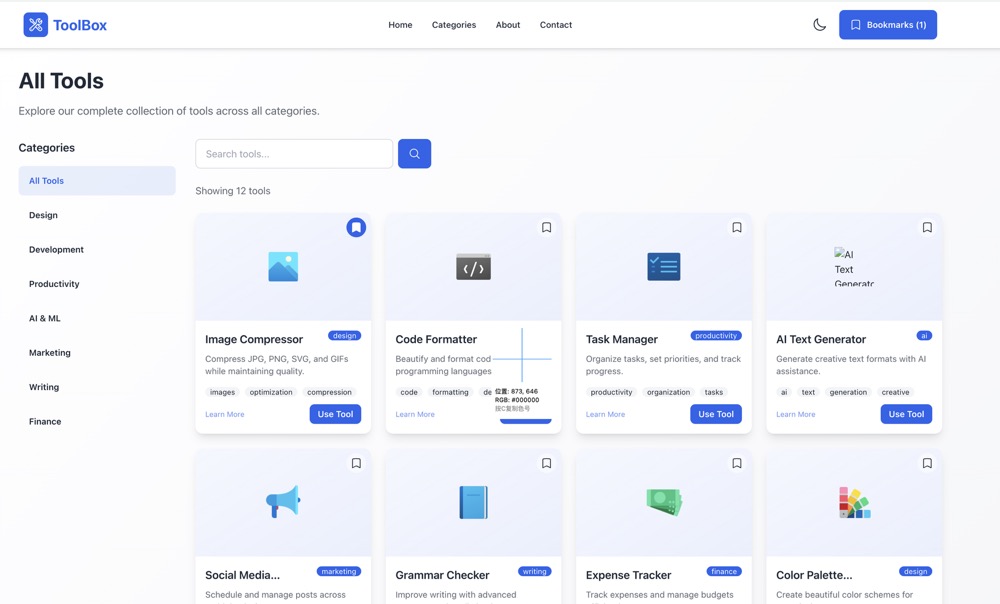 ToolBox
Home Categories About Contact
Bookmarks (1)
All Tools
Explore our complete collection of tools across all categories.
Categories
All Tools
Design
Development
Productivity
AI & ML
Marketing
Writing
Finance
Search tools...
Showing 12 tools
Image Compressor design
Compress JPG, PNG, SVG, and GIFs
while maintaining quality.
images optimization compression
Learn More Use Tool
Code Formatter
Beautify and format cod
programming languages
code formatting de
Learn More
位置: 873, 646
RGB: #000000
按C复制色号
Task Manager productivity
Organize tasks, set priorities, and track
progress.
productivity organization tasks
Learn More Use Tool
AI
Text
Generator
AI Text Generator ai
Generate creative text formats with AI
assistance.
ai text generation creative
Learn More Use Tool
Social Media... marketing
Schedule and manage posts across
Grammar Checker writing
Improve writing with advanced
Expense Tracker finance
Track expenses and manage budgets
Color Palette... design
Create beautiful color schemes for